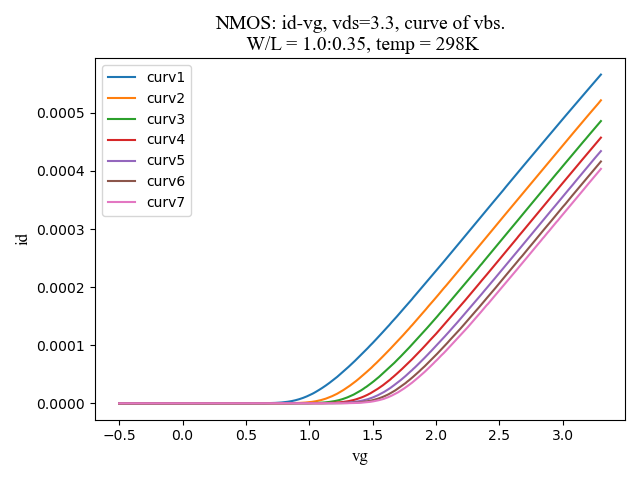 NMOS: id-vg, vds=3.3, curve of vbs.
W/L = 1.0:0.35, temp = 298K
curv1
curv2
curv3
curv4
curv5
curv6
curv7
0.0005
0.0004
0.0003
0.0002
0.0001
0.0000
id
−0.5 0.0 0.5 1.0 1.5 2.0 2.5 3.0
vg